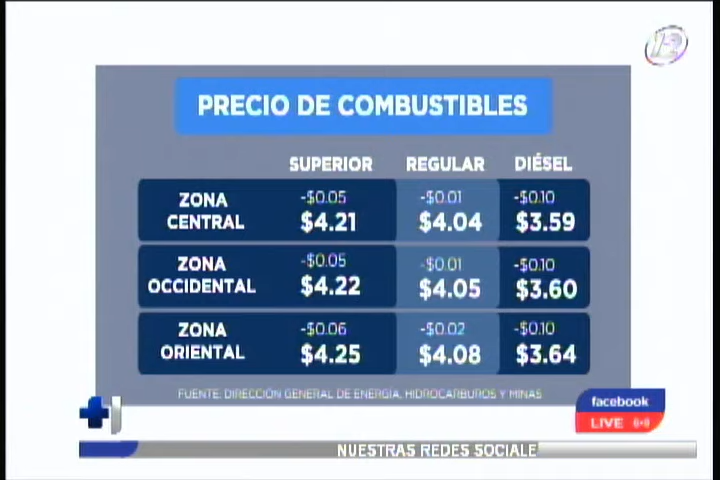 12
PRECIO DE COMBUSTIBLES
SUPERIOR REGULAR DIÉSEL
ZONA CENTRAL
-$0.05 -$0.01 -$0.10
$4.21 $4.04 $3.59
ZONA OCCIDENTAL
-$0.05 -$0.01 -$0.10
$4.22 $4.05 $3.60
ZONA ORIENTAL
-$0.06 -$0.02 -$0.10
$4.25 $4.08 $3.64
FUENTE: DIRECCIÓN GENERAL DE ENERGÍA, HIDROCARBUROS Y MINAS
facebook
LIVE
NUESTRAS REDES SOCIALE